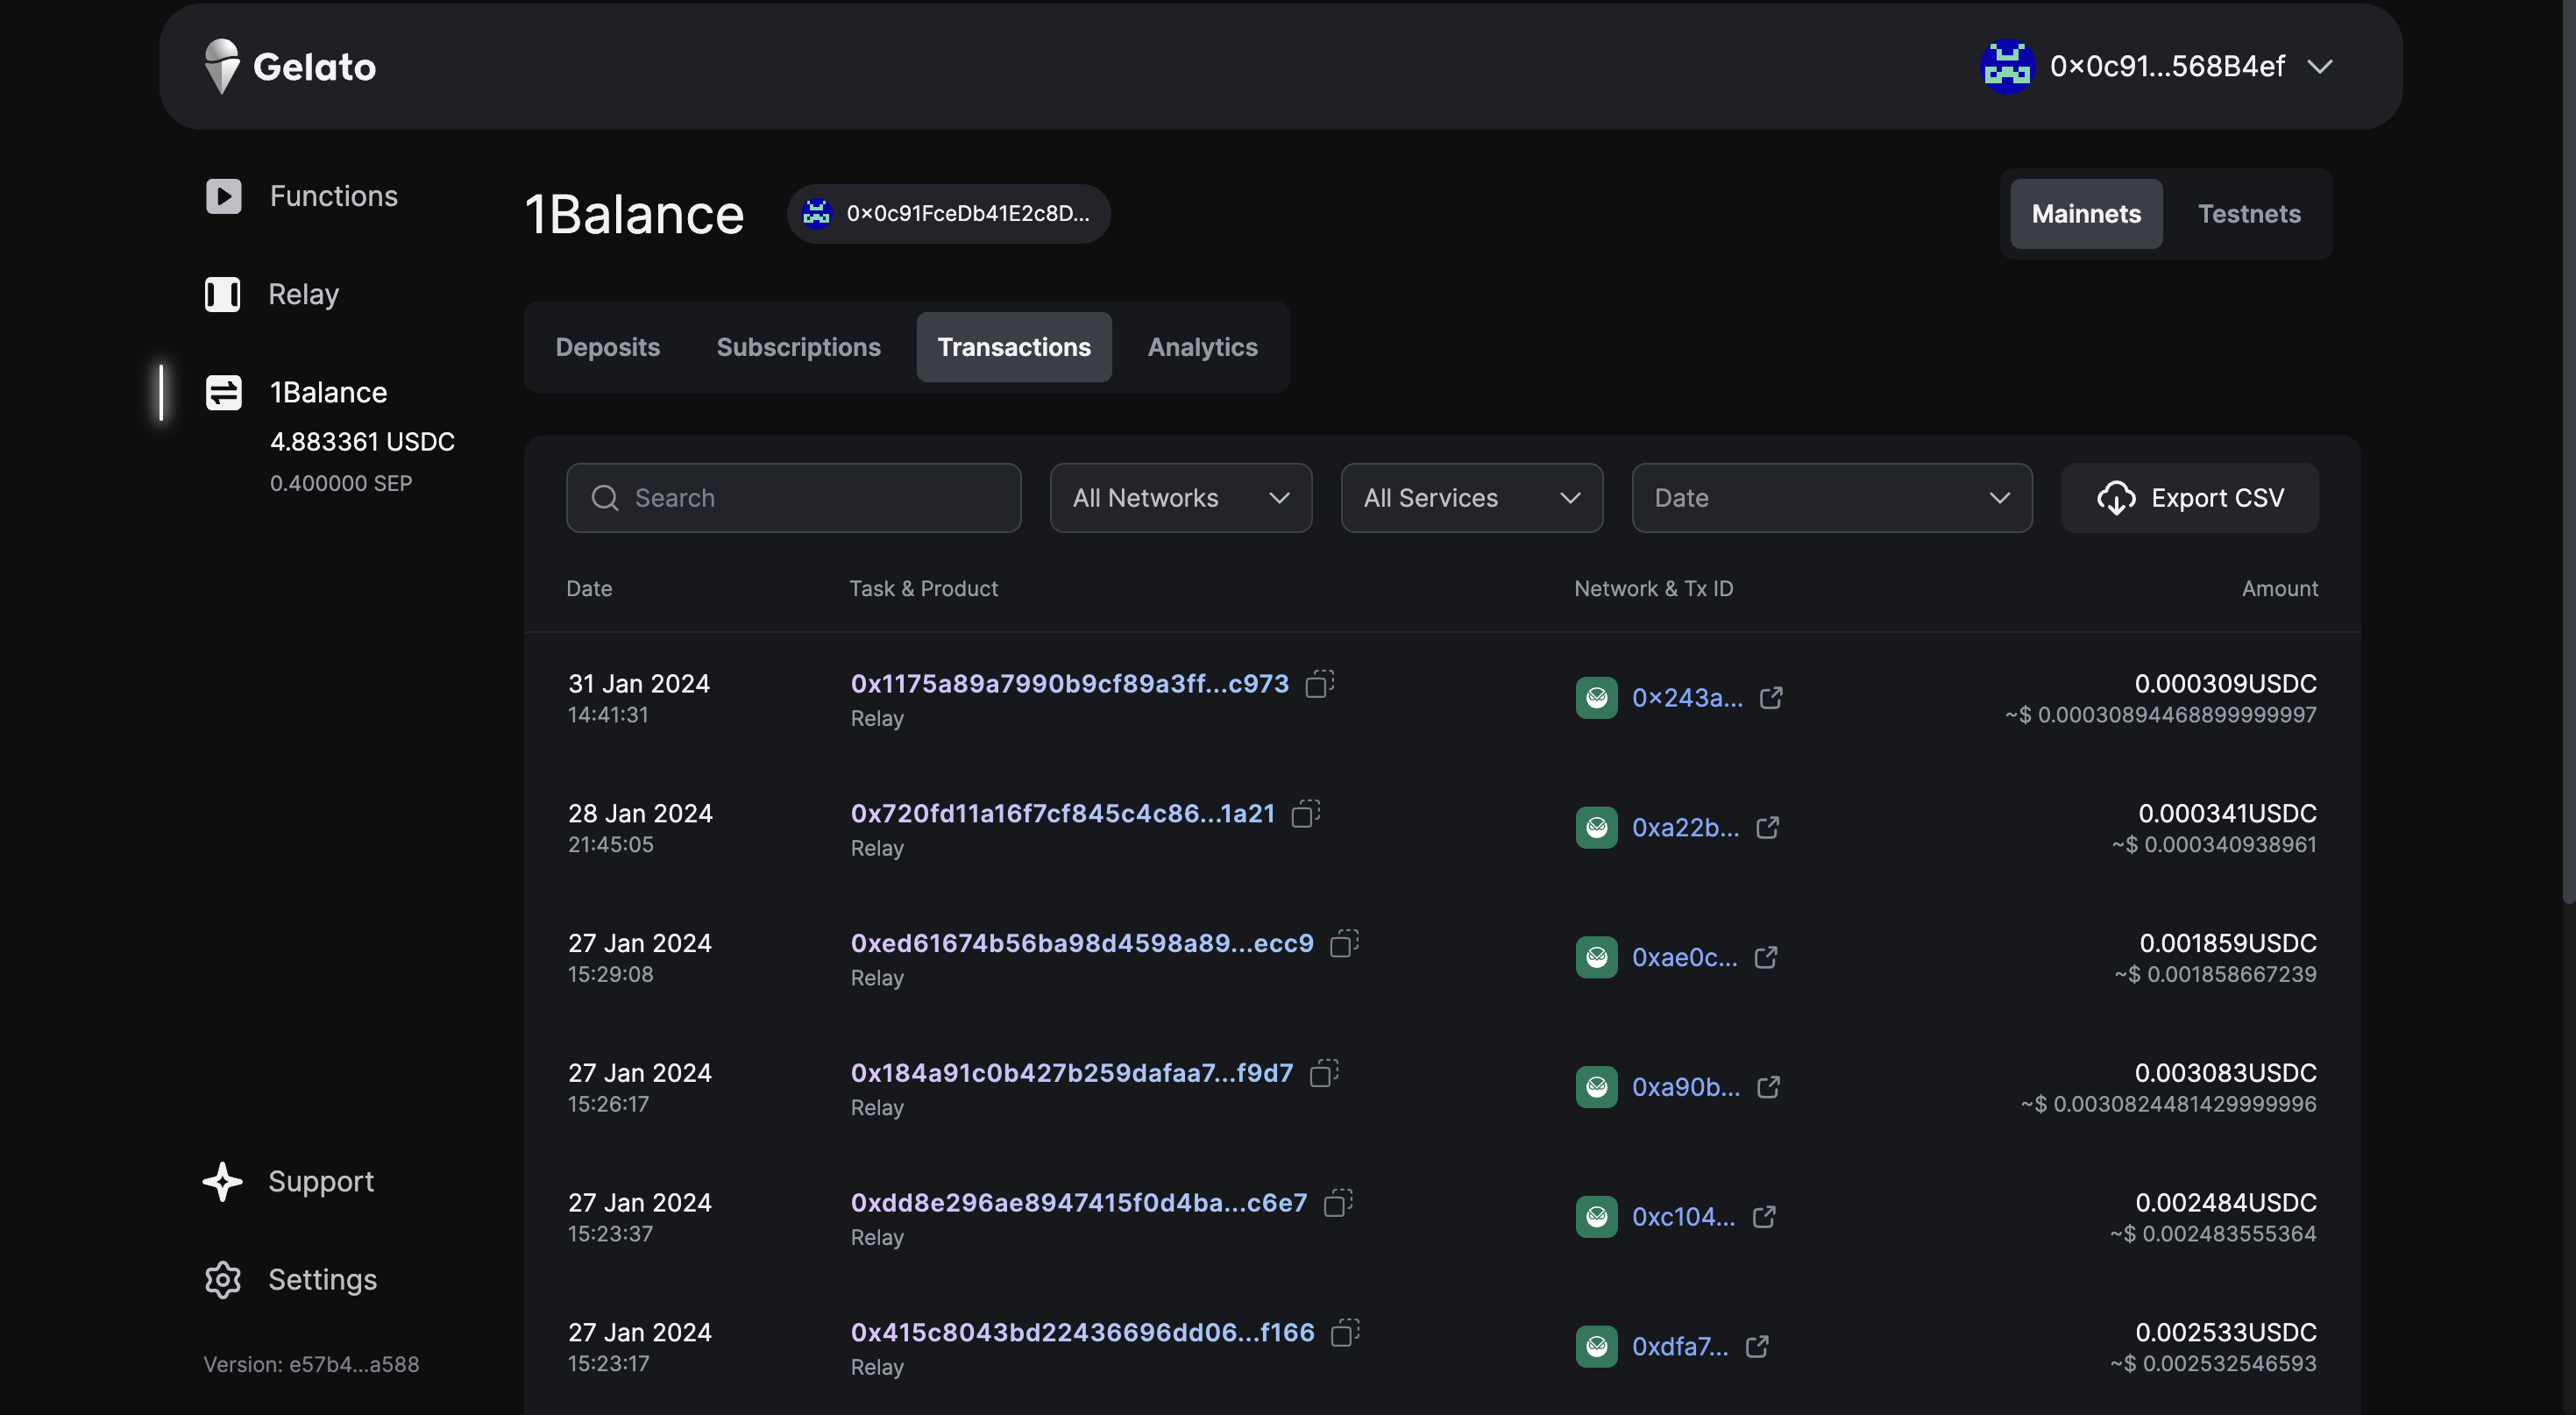 Gelato
0×0c91...568B4ef
Functions
Relay
1Balance
4.883361 USDC
0.400000 SEP
Support
Settings
Version: e57b4...a588
1Balance
0×0c91FceDb41E2c8D...
Mainnets
Testnets
Deposits
Subscriptions
Transactions
Analytics
Search
All Networks
All Services
Date
Export CSV
Date
Task & Product
Network & Tx ID
Amount
31 Jan 2024
14:41:31
0x1175a89a7990b9cf89a3ff...c973
Relay
0×243a...
0.000309USDC
~$ 0.00030894468899999997
28 Jan 2024
21:45:05
0x720fd11a16f7cf845c4c86...1a21
Relay
0xa22b...
0.000341USDC
~$ 0.000340938961
27 Jan 2024
15:29:08
0xed61674b56ba98d4598a89...ecc9
Relay
0xae0c...
0.001859USDC
~$ 0.001858667239
27 Jan 2024
15:26:17
0x184a91c0b427b259dafaa7...f9d7
Relay
0xa90b...
0.003083USDC
~$ 0.0030824481429999996
27 Jan 2024
15:23:37
0xdd8e296ae8947415f0d4ba...c6e7
Relay
0xc104...
0.002484USDC
~$ 0.002483555364
27 Jan 2024
15:23:17
0x415c8043bd22436696dd06...f166
Relay
0xdfa7...
0.002533USDC
~$ 0.002532546593